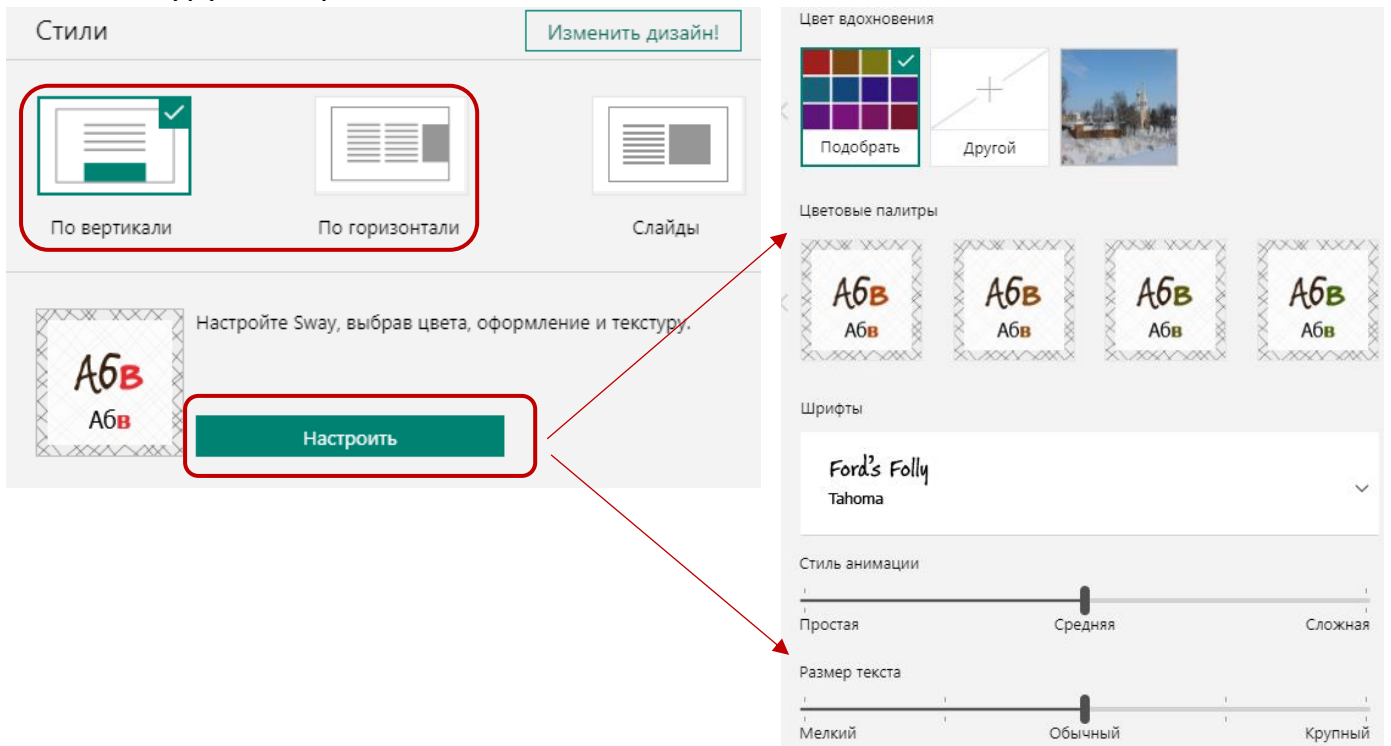 Стили
Изменить дизайн!
По вертикали
По горизонтали
Слайды
Абв
Абв
Настройте Sway, выбрав цвета, оформление и текстуру.
Настроить
Цвет вдохновения
Подобрать
Другой
Цветовые палитры
Абв
Абв
Абв
Абв
Абв
Абв
Абв
Абв
Шрифты
Ford's Folly
Tahoma
Стиль анимации
Простая
Средняя
Сложная
Размер текста
Мелкий
Обычный
Крупный